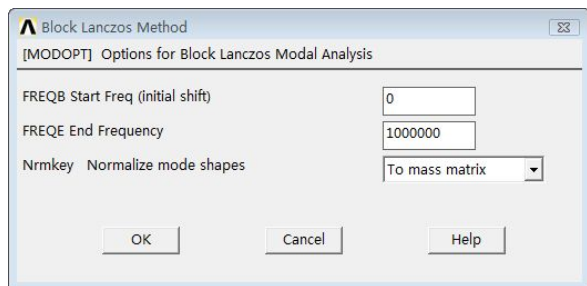 Block Lanczos Method
[MODOPT] Options for Block Lanczos Modal Analysis
FREQB Start Freq (initial shift) 0
FREQE End Frequency 1000000
Nrmkey Normalize mode shapes To mass matrix
OK Cancel Help